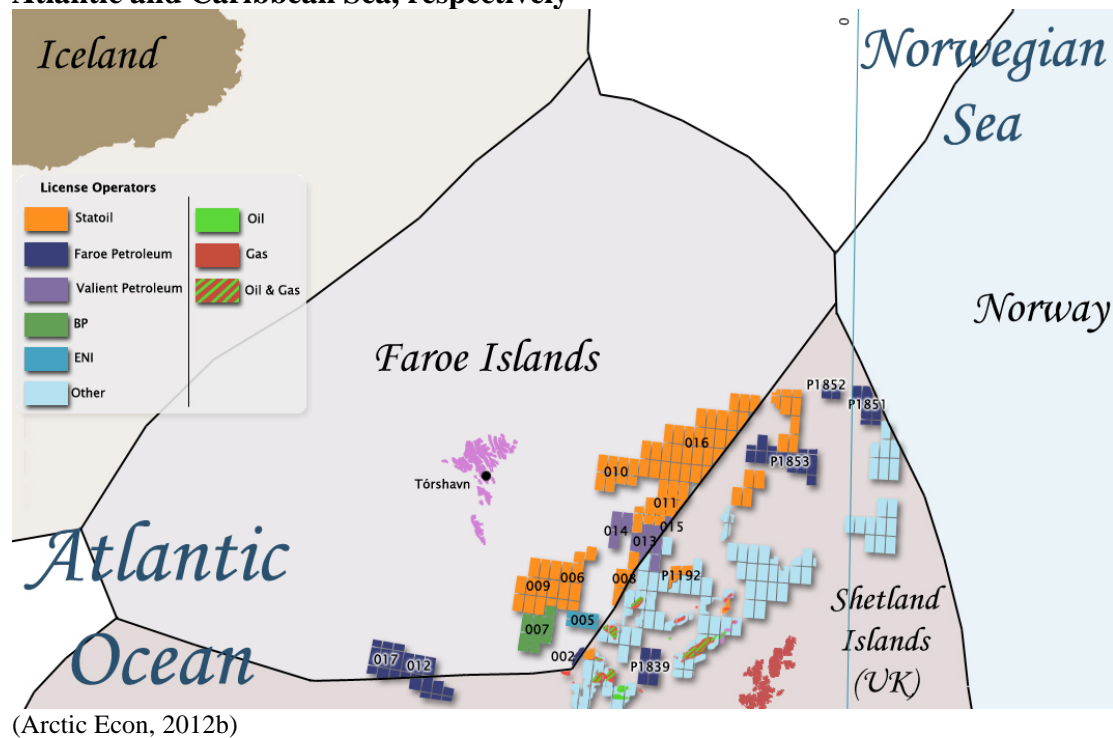 Atlantic and Caribbean Sea, respectively
Iceland
0
Norwegian
Sea
License Operators
Statoil
Oil
Faroe Petroleum
Gas
Valient Petroleum
Oil & Gas
BP
ENI
Other
Norway
Faroe Islands
P1852
P1851
016
P1853
010
Tórshavn
011
014
015
013
Atlantic
006
008
P1192
009
005
Shetland
Islands
(UK)
007
Ocean
017
012
002
P1839
(Arctic Econ, 2012b)